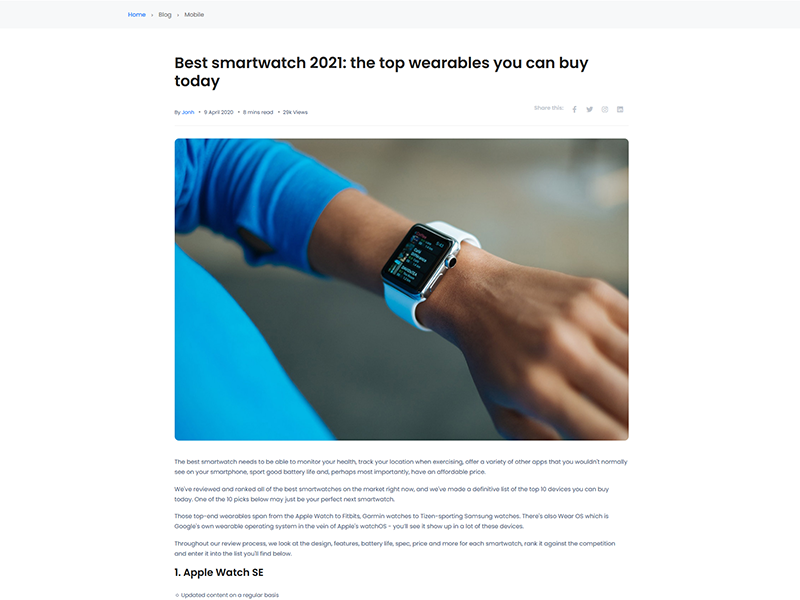 Home › Blog › Mobile
Best smartwatch 2021: the top wearables you can buy
today
By Jonh • 9 April 2020 • 8 mins read • 29k Views
Share this:
The best smartwatch needs to be able to monitor your health, track your location when exercising, offer a variety of other apps that you wouldn't normally
see on your smartphone, sport good battery life and, perhaps most importantly, have an affordable price.
We've reviewed and ranked all of the best smartwatches on the market right now, and we've made a definitive list of the top 10 devices you can buy
today. One of the 10 picks below may just be your perfect next smartwatch.
Those top-end wearables span from the Apple Watch to Fitbits, Garmin watches to Tizen-sporting Samsung watches. There's also Wear OS which is
Google's own wearable operating system in the vein of Apple's watchOS - you'll see it show up in a lot of these devices.
Throughout our review process, we look at the design, features, battery life, spec, price and more for each smartwatch, rank it against the competition
and enter it into the list you'll find below.
1. Apple Watch SE
Updated content on a regular basis